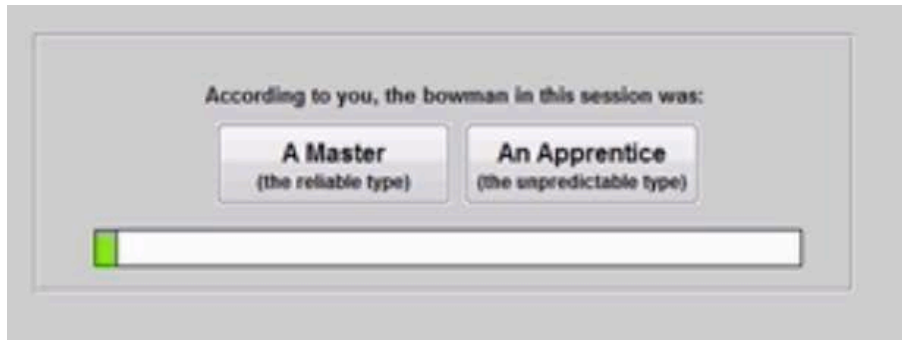 According to you, the bowman in this session was:
A Master
(the reliable type)
An Apprentice
(the unpredictable type)